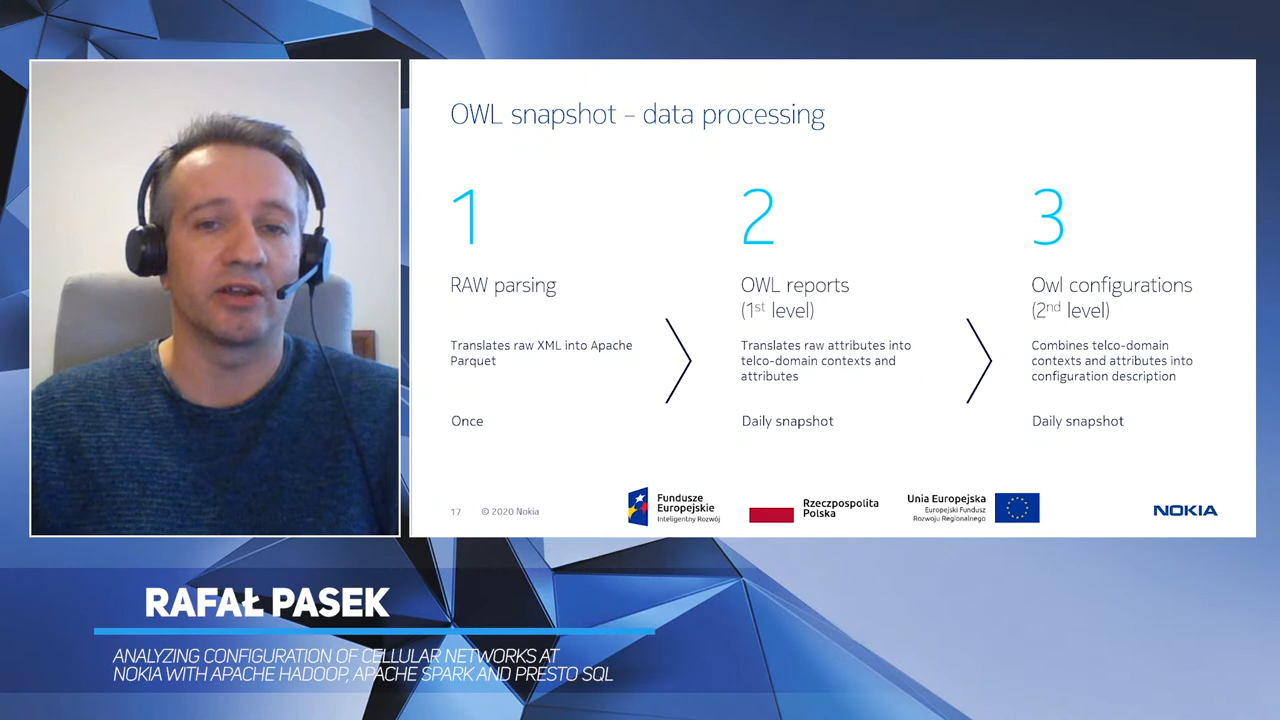 OWL snapshot – data processing
1
RAW parsing
Translates raw XML into Apache
Parquet
Once
2
OWL reports
(1st level)
Translates raw attributes into
telco-domain contexts and
attributes
Daily snapshot
3
Owl configurations
(2nd level)
Combines telco-domain
contexts and attributes into
configuration description
Daily snapshot
17 © 2020 Nokia
Fundusze
Europejskie
Inteligentny Rozwój
Rzeczpospolita
Polska
Unia Europejska
Europejski Fundusz
Rozwoju Regionalnego
NOKIA
RAFAŁ PASEK
ANALYZING CONFIGURATION OF CELLULAR NETWORKS AT
NOKIA WITH APACHE HADOOP, APACHE SPARK AND PRESTO SQL